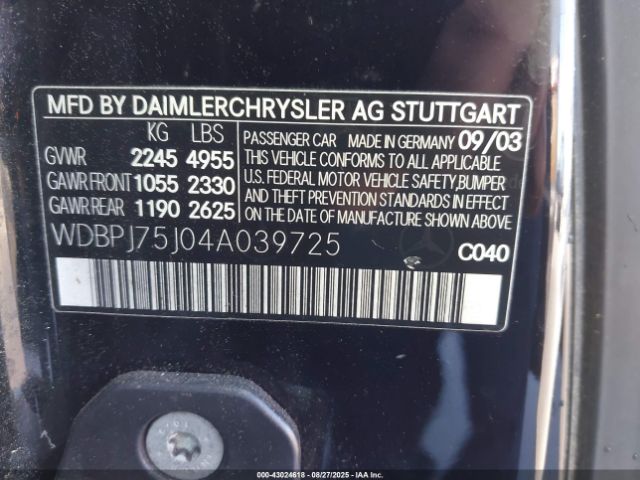 MFD BY DAIMLERCHRYSLER AG STUTTGART
KG LBS
GVWR 2245 4955
GAWR FRONT 1055 2330
GAWR REAR 1190 2625
PASSENGER CAR MADE IN GERMANY 09/03
THIS VEHICLE CONFORMS TO ALL APPLICABLE
U.S. FEDERAL MOTOR VEHICLE SAFETY, BUMPER
AND THEFT PREVENTION STANDARDS IN EFFECT
ON THE DATE OF MANUFACTURE SHOWN ABOVE.
WDBPJ75J04A039725
C040
000-43024618 - 08/27/2025 - Copyright © 2025 IAA, LLC.